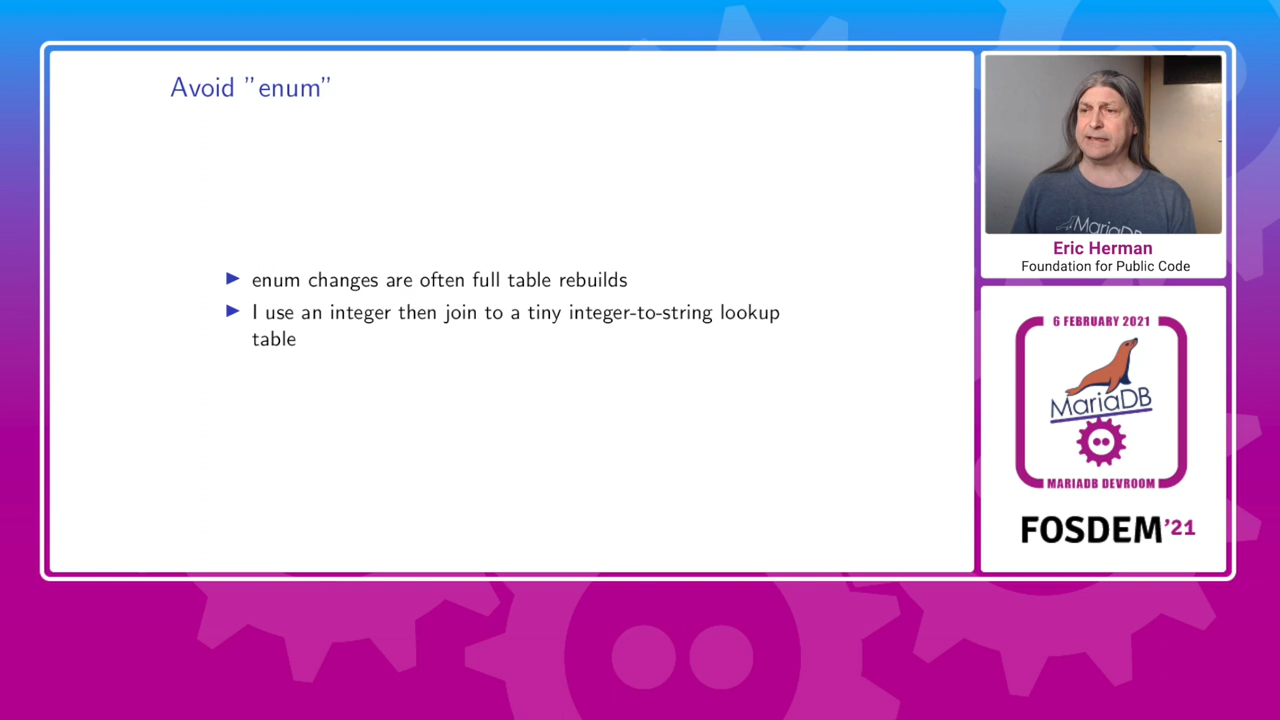 Avoid ”enum”
enum changes are often full table rebuilds
I use an integer then join to a tiny integer-to-string lookup
table
MariaDB
Eric Herman
Foundation for Public Code
6 FEBRUARY 2021
MariaDB
MARIADB DEVROOM
FOSDEM’21